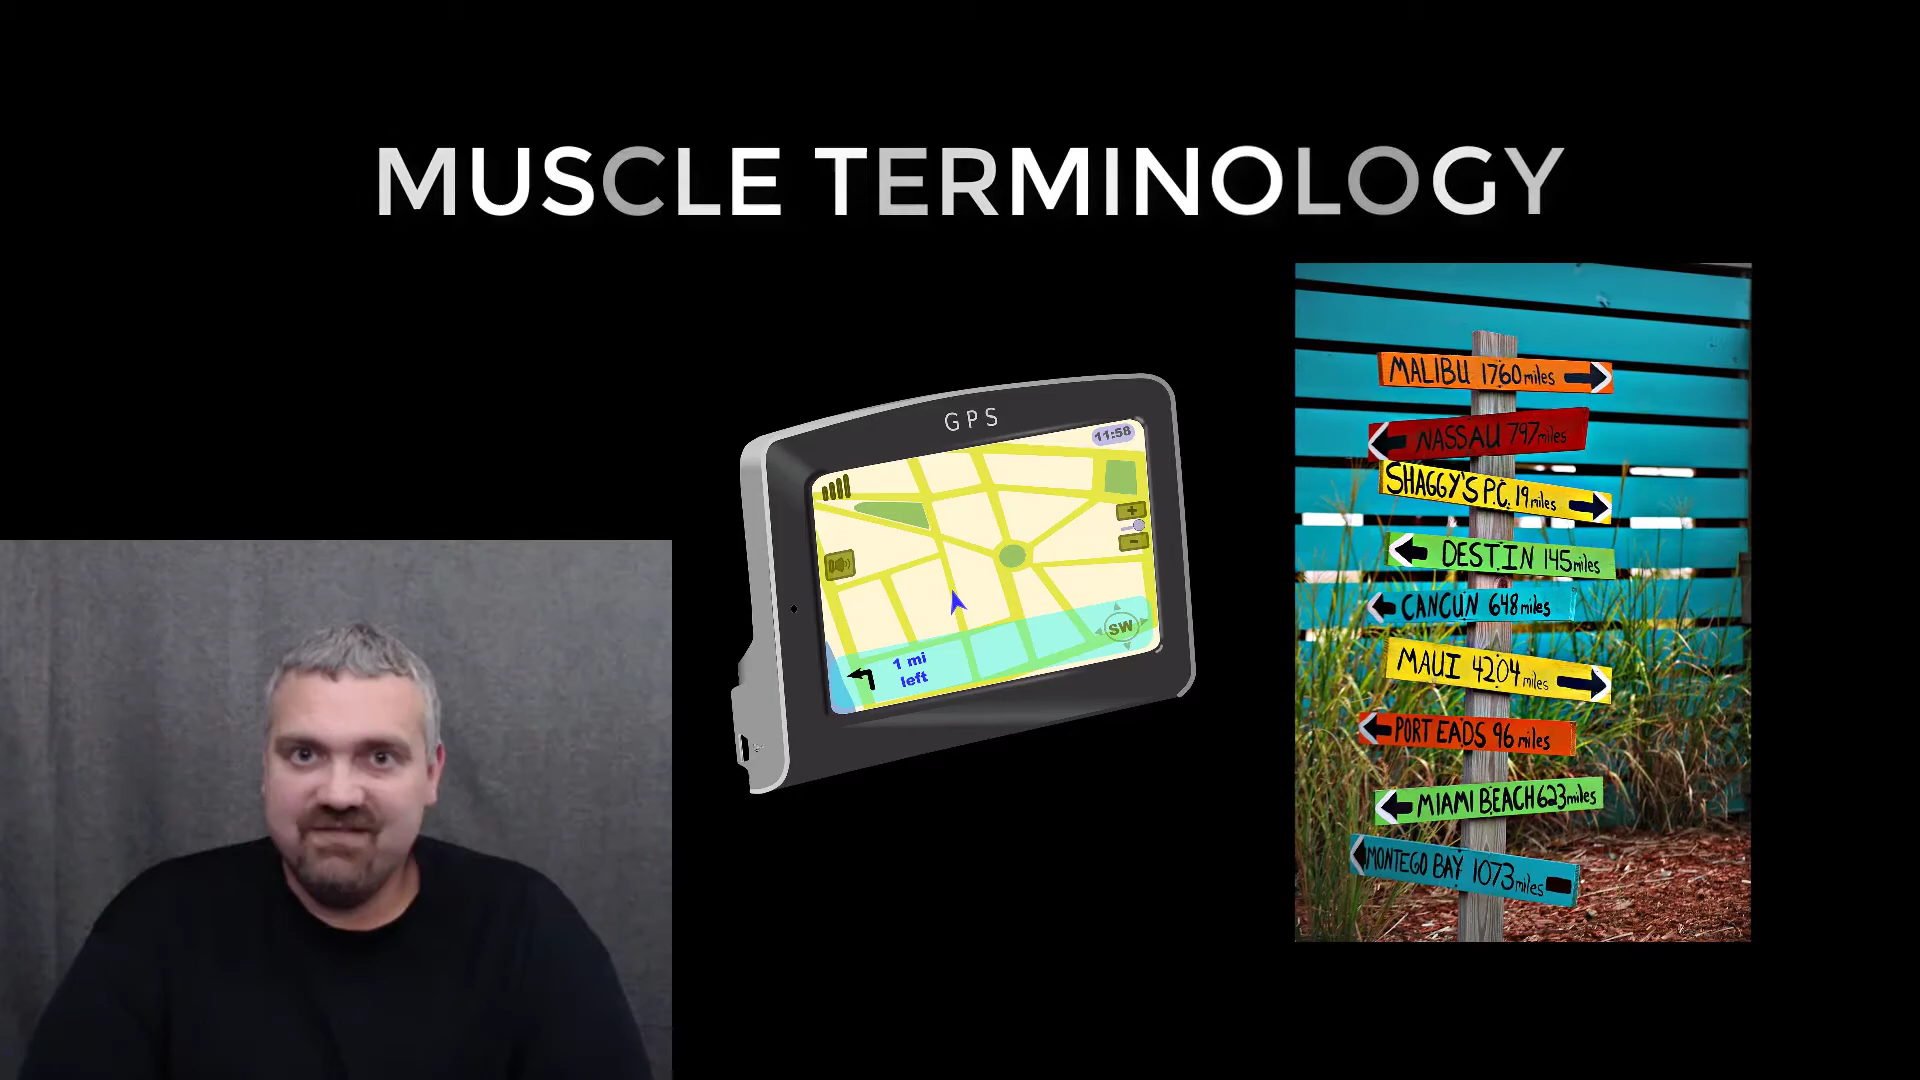 MUSCLE TERMINOLOGY
GPS
11:58
SW
1 mi
left
MALIBU 1760 miles
NASSAU 797 miles
SHAGGY'S P.C. 19 miles
DESTIN 145 miles
CANCUN 648 miles
MAUI 4204 miles
PORT EADS 96 miles
MIAMI BEACH 623 miles
MONTEGO BAY 1073 miles